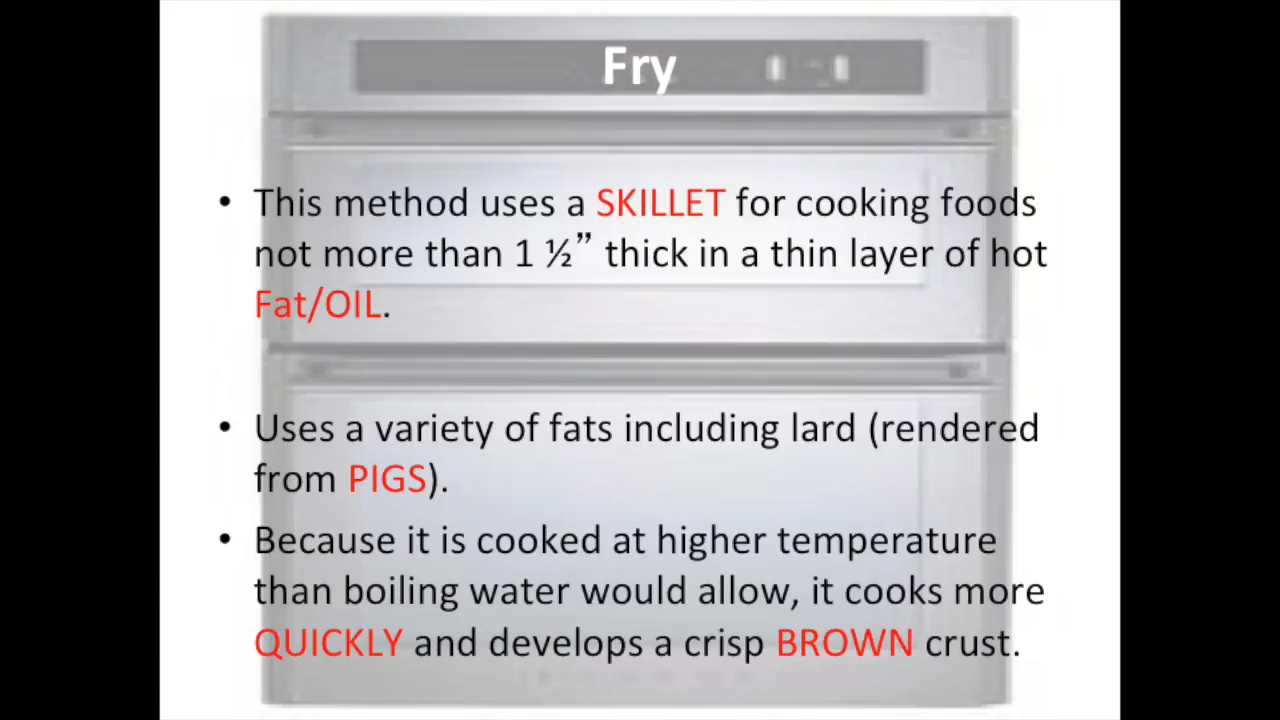 Fry
• This method uses a SKILLET for cooking foods
not more than 1 ½” thick in a thin layer of hot
Fat/OIL.
• Uses a variety of fats including lard (rendered
from PIGS).
• Because it is cooked at higher temperature
than boiling water would allow, it cooks more
QUICKLY and develops a crisp BROWN crust.